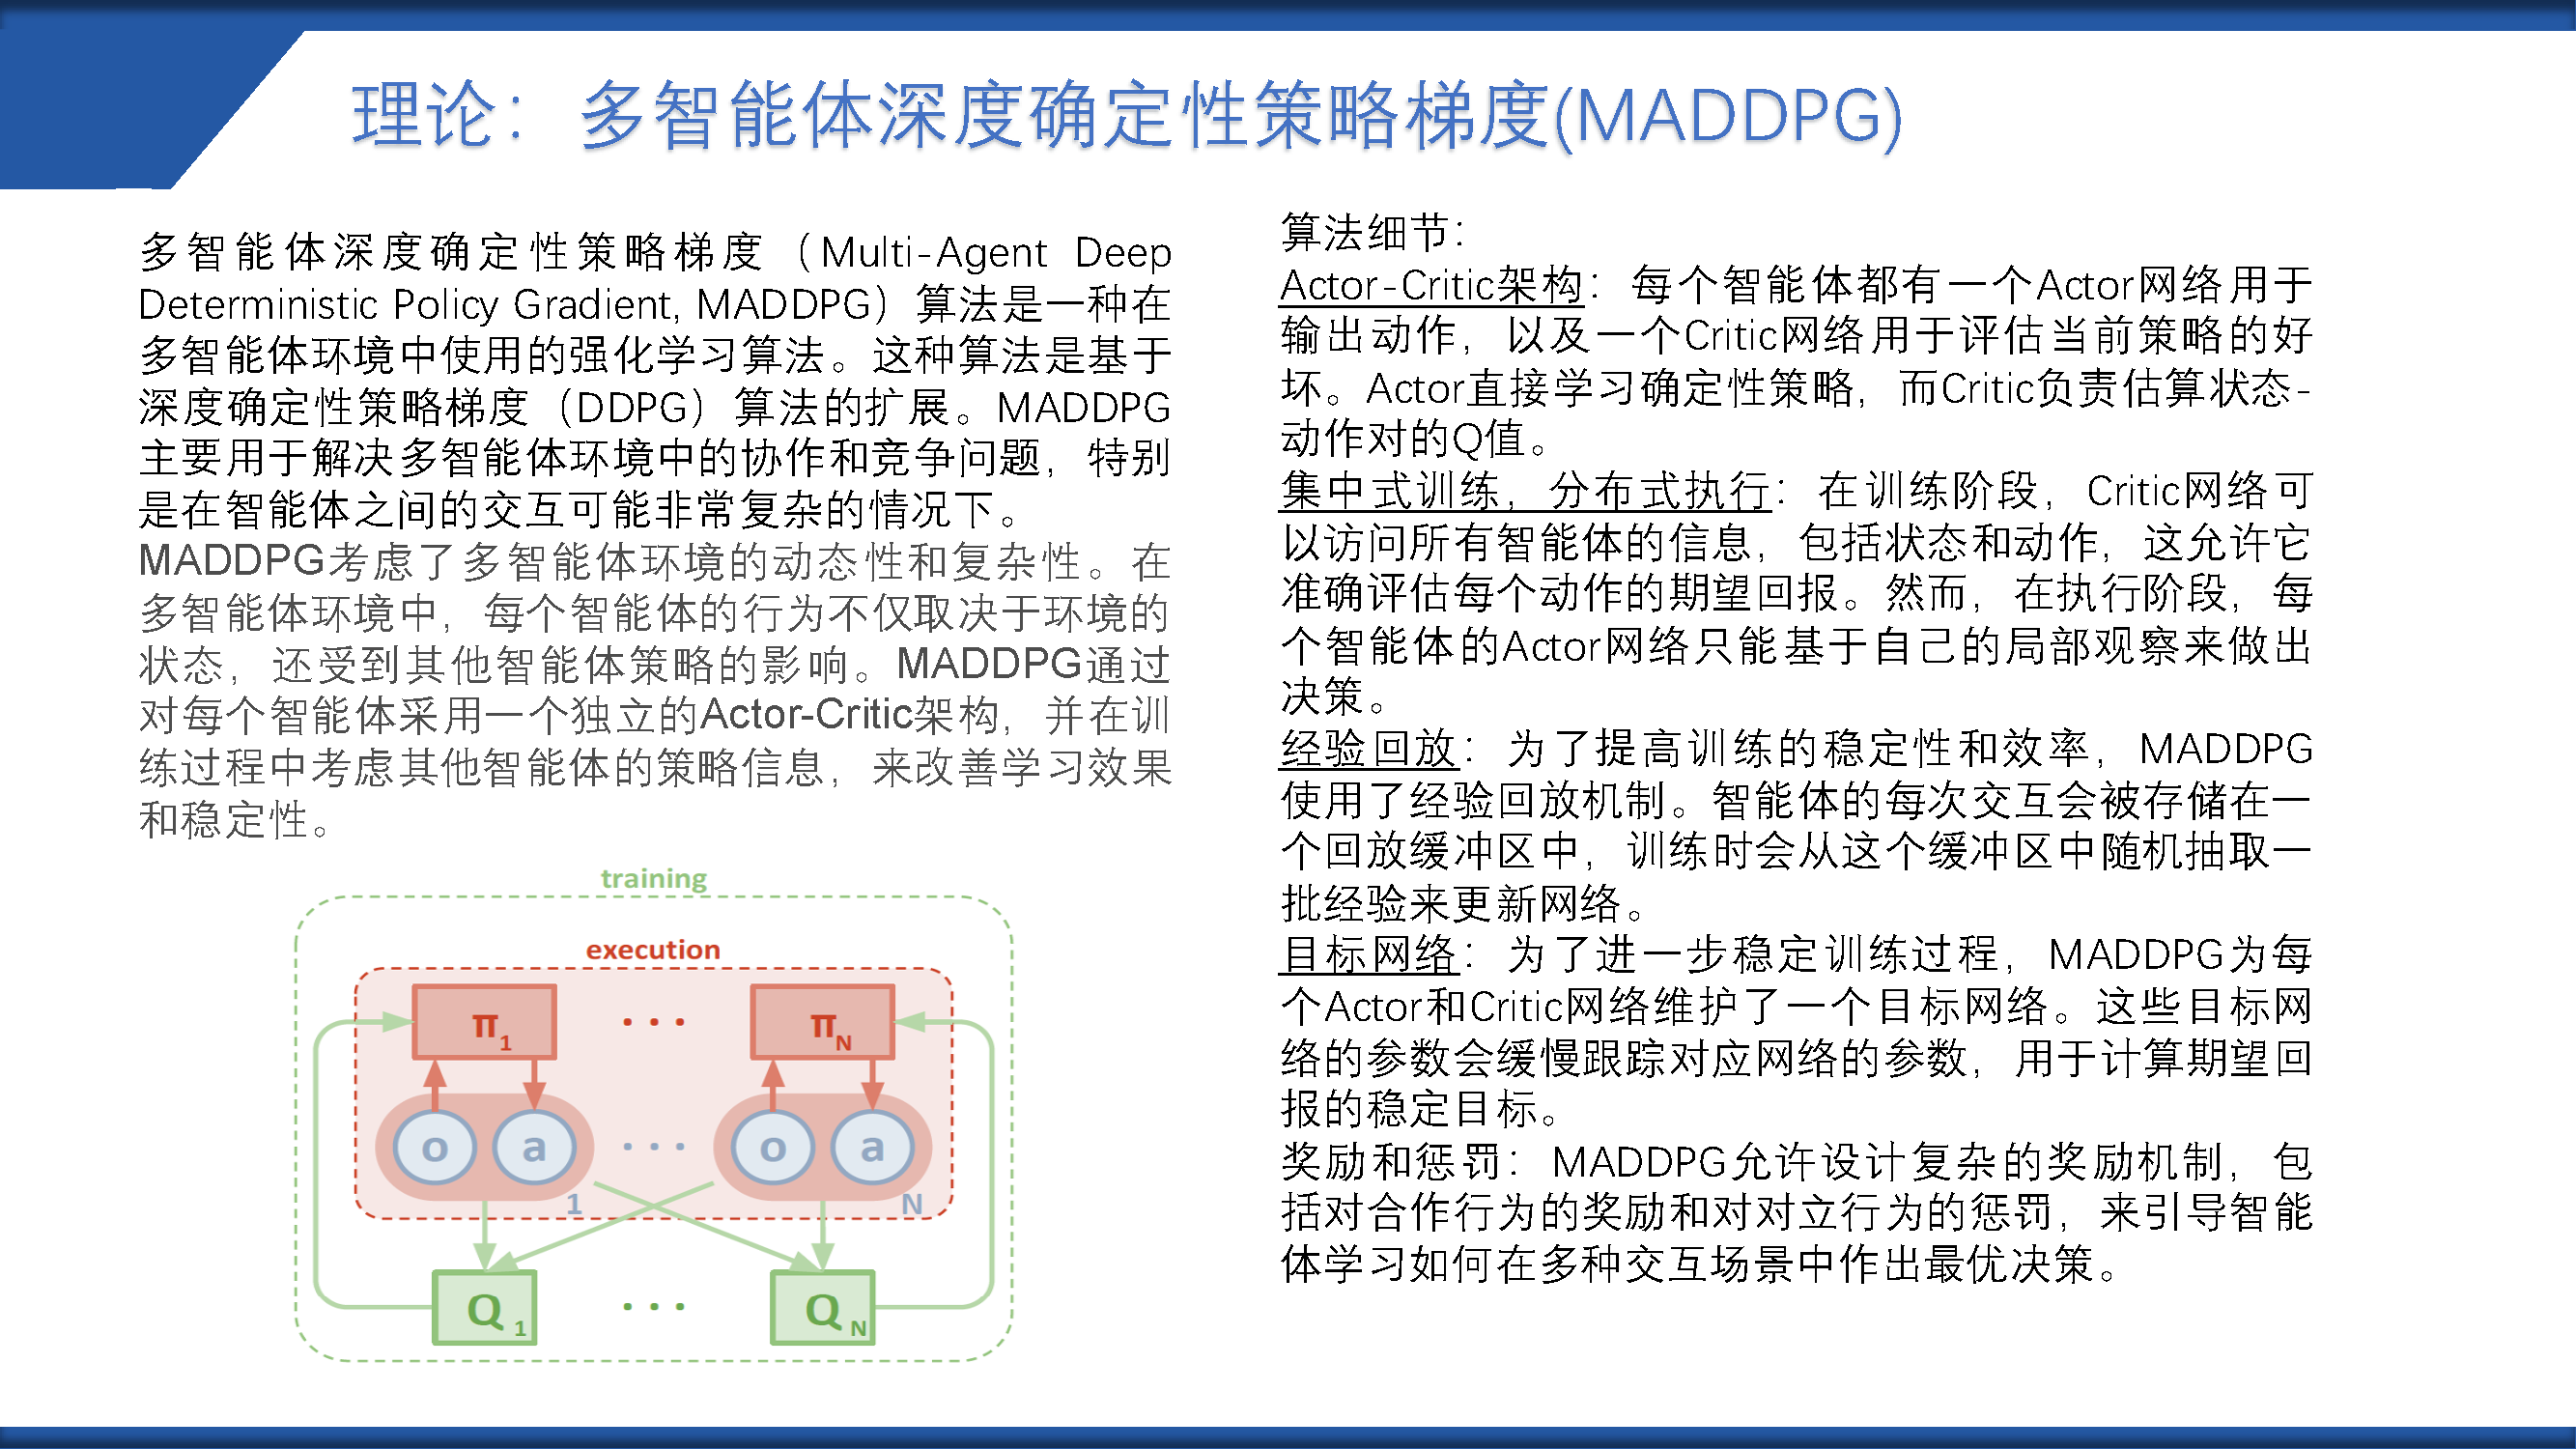 理论：多智能体深度确定性策略梯度(MADDPG)
多智能体深度确定性策略梯度（Multi-Agent Deep
Deterministic Policy Gradient, MADDPG）算法是一种在
多智能体环境中使用的强化学习算法。这种算法是基于
深度确定性策略梯度（DDPG）算法的扩展。MADDPG
主要用于解决多智能体环境中的协作和竞争问题，特别
是在智能体之间的交互可能非常复杂的情况下。
MADDPG考虑了多智能体环境的动态性和复杂性。在
多智能体环境中，每个智能体的行为不仅取决于环境的
状态，还受到其他智能体策略的影响。MADDPG通过
对每个智能体采用一个独立的Actor-Critic架构，并在训
练过程中考虑其他智能体的策略信息，来改善学习效果
和稳定性。
training
execution
π1 ··· πN
o a ··· o a
1 N
Q1 ··· QN
算法细节：
Actor-Critic架构：每个智能体都有一个Actor网络用于
输出动作，以及一个Critic网络用于评估当前策略的好
坏。Actor直接学习确定性策略，而Critic负责估算状态-
动作对的Q值。
集中式训练，分布式执行：在训练阶段，Critic网络可
以访问所有智能体的信息，包括状态和动作，这允许它
准确评估每个动作的期望回报。然而，在执行阶段，每
个智能体的Actor网络只能基于自己的局部观察来做出
决策。
经验回放：为了提高训练的稳定性和效率，MADDPG
使用了经验回放机制。智能体的每次交互会被存储在一
个回放缓冲区中，训练时会从这个缓冲区中随机抽取一
批经验来更新网络。
目标网络：为了进一步稳定训练过程，MADDPG为每
个Actor和Critic网络维护了一个目标网络。这些目标网
络的参数会缓慢跟踪对应网络的参数，用于计算期望回
报的稳定目标。
奖励和惩罚：MADDPG允许设计复杂的奖励机制，包
括对合作行为的奖励和对对立行为的惩罚，来引导智能
体学习如何在多种交互场景中作出最优决策。